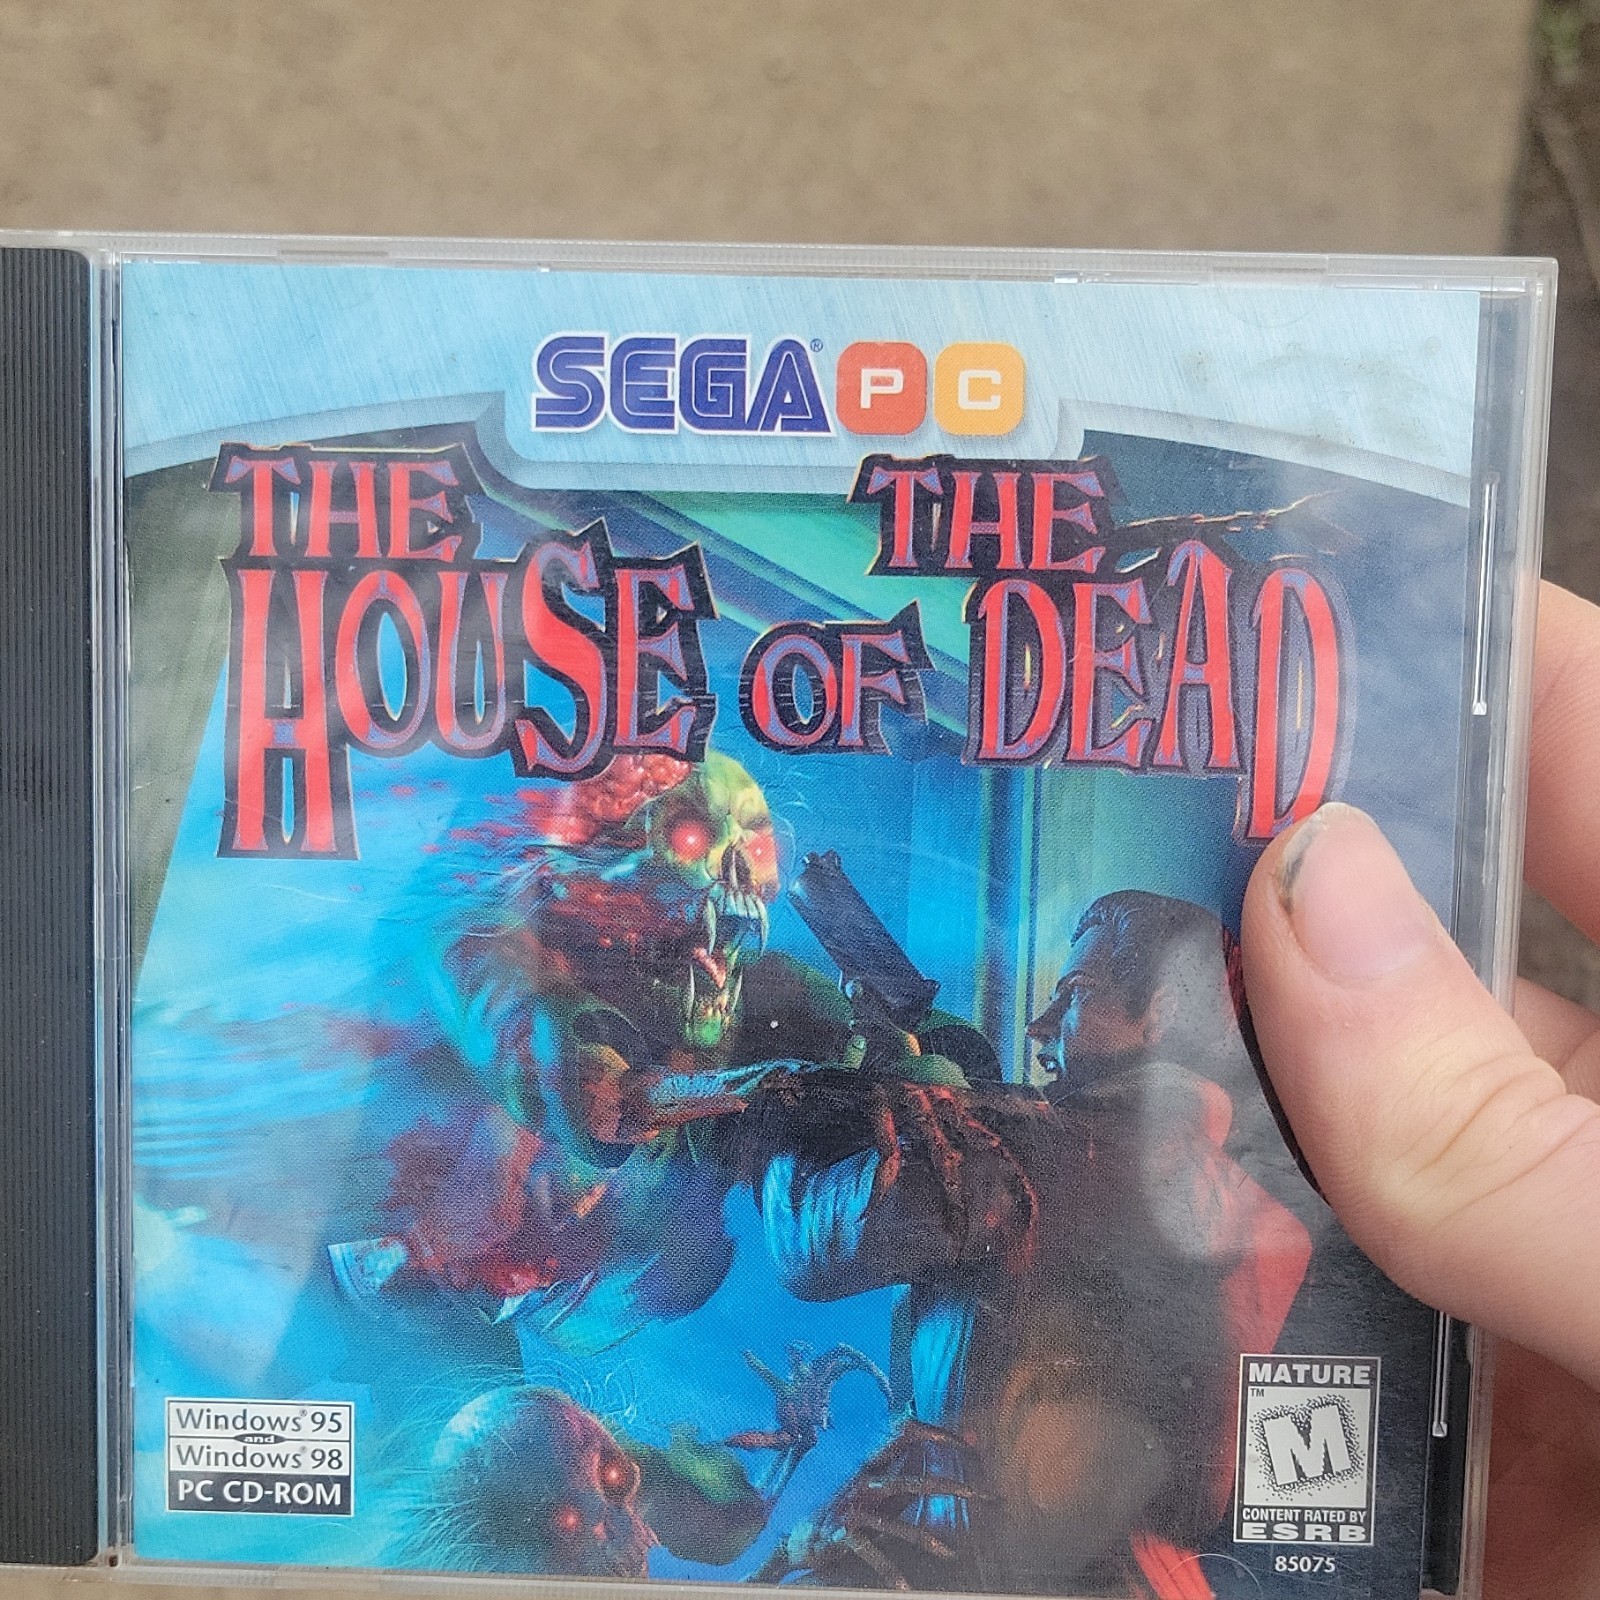 SEGA® PC
THE HOUSE OF THE DEAD
Windows® 95
and
Windows® 98
PC CD-ROM
MATURE
TM
M
CONTENT RATED BY
ESRB
85075